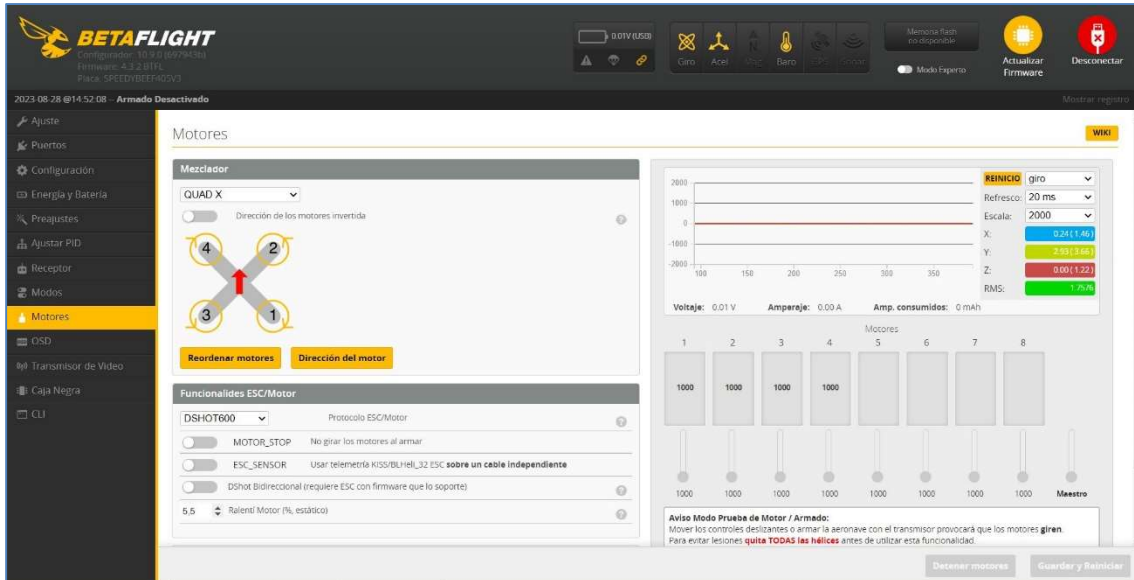 BETAFLIGHT
Configurador: 10.9.0 (697943b)
Firmware: 4.3.2 BTFL
Placa: SPEEDYBEEF405V3
0.01V (USB)
Giro
Acel
Mag
Baro
GPS
Sonar
Memoria flash
no disponible
Modo Experto
Actualizar
Firmware
Desconectar
2023-08-28 @14:52:08 -- Armado Desactivado
Mostrar registro
Ajuste
Puertos
Configuración
Energía y Batería
Preajustes
Ajustar PID
Receptor
Modos
Motores
OSD
Transmisor de Video
Caja Negra
CLI
Motores
WIKI
Mezclador
QUAD X
Dirección de los motores invertida
4 2
3 1
Reordenar motores Dirección del motor
Funcionalides ESC/Motor
DSHOT600 Protocolo ESC/Motor
MOTOR_STOP No girar los motores al armar
ESC_SENSOR Usar telemetría KISS/BLHeli_32 ESC sobre un cable independiente
DShot Bidireccional (requiere ESC con firmware que lo soporte)
5,5 Ralentí Motor (%, estático)
2000
1000
0
-1000
-2000
100 150 200 250 300 350
REINICIO giro
Refresco: 20 ms
Escala: 2000
X: 0.24 ( 1.46 )
Y: 2.93 ( 3.66 )
Z: 0.00 ( 1.22 )
RMS: 1.7576
Voltaje: 0.01 V Amperaje: 0.00 A Amp. consumidos: 0 mAh
Motores
1 2 3 4 5 6 7 8
1000 1000 1000 1000
1000 1000 1000 1000 1000 1000 1000 1000 Maestro
Aviso Modo Prueba de Motor / Armado:
Mover los controles deslizantes o armar la aeronave con el transmisor provocará que los motores giren.
Para evitar lesiones quita TODAS las hélices antes de utilizar esta funcionalidad.
Detener motores Guardar y Reiniciar